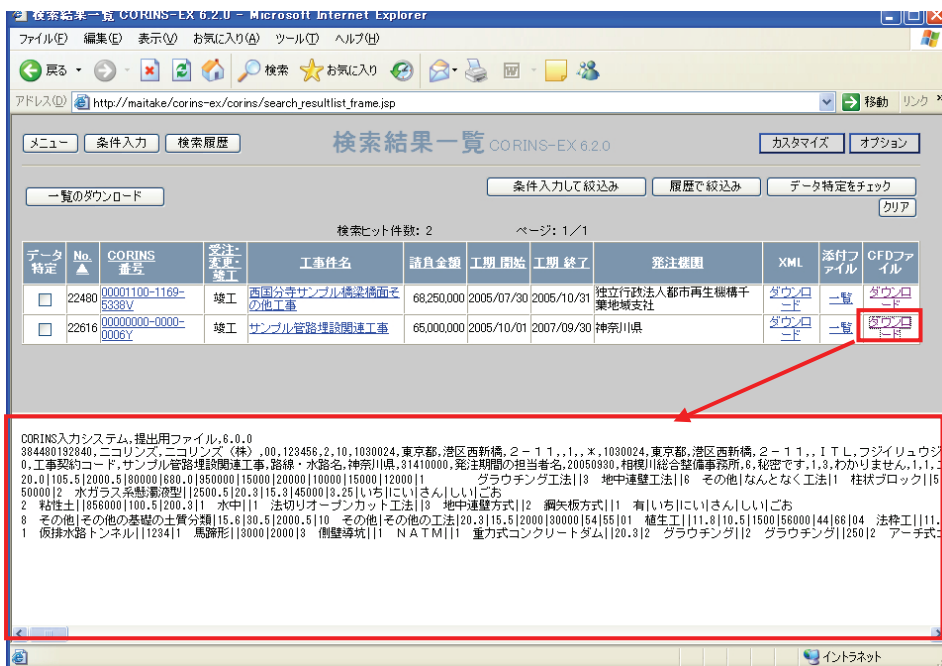 検索結果一覧 CORINS-EX 6.2.0 - Microsoft Internet Explorer
ファイル(F) 編集(E) 表示(V) お気に入り(A) ツール(T) ヘルプ(H)
戻る 検索 お気に入り
アドレス(D) http://maitake/corins-ex/corins/search_resultlist_frame.jsp 移動 リンク »
メニュー 条件入力 検索履歴 検索結果一覧 CORINS-EX 6.2.0 カスタマイズ オプション
一覧のダウンロード 条件入力して絞込み 履歴で絞込み データ特定をチェック
クリア
検索ヒット件数: 2 ページ: 1/1
データ特定 No.▲ CORINS番号 受注・変更・竣工 工事件名 請負金額 工期 開始 工期 終了 発注機関 XML 添付ファイル CFDファイル
22480 00001100-1169-5338V 竣工 西国分寺サンプル橋梁橋面その他工事 68,250,000 2005/07/30 2005/10/31 独立行政法人都市再生機構千葉地域支社 ダウンロード 一覧 ダウンロード
22616 00000000-0000-0006Y 竣工 サンプル管路埋設関連工事 65,000,000 2005/10/01 2007/09/30 神奈川県 ダウンロード 一覧 ダウンロード
CORINS入力システム,提出用ファイル,6.0.0
384480192840,ニコリンズ,ニコリンズ（株）,00,123456,2,10,1030024,東京都,港区西新橋,２－１１,,1,,＊,1030024,東京都,港区西新橋,２－１１,,ＩＴＬ,フジイリュウジ
0,工事契約コード,サンプル管路埋設関連工事,路線・水路名,神奈川県,31410000,発注期間の担当者名,20050930,相模川総合整備事務所,6,秘密です,1,3,わかりません,1,1,
20.0|105.5|2000.5|80000|680.0|950000|15000|20000|10000|15000|12000|1 グラウチング工法||3 地中連壁工法||6 その他|なんとなく工法|1 柱状ブロック||5
50000|2 水ガラス系懸濁液型||2500.5|20.3|15.3|45000|3.25|いち|にい|さん|しい|ごお
2 粘性土||856000|100.5|200.3|1 水中||1 法切りオープンカット工法||3 地中連壁方式||2 鋼矢板方式||1 有|いち|にい|さん|しい|ごお
8 その他|その他の基礎の土質分類|15.6|30.5|2000.5|10 その他|その他の工法|20.3|15.5|2000|30000|54|55|01 植生工||11.8|10.5|1500|56000|44|66|04 法枠工||11.
1 仮排水路トンネル||1234|1 馬蹄形||3000|2000|3 側壁導坑||1 ＮＡＴＭ||1 重力式コンクリートダム||20.3|2 グラウチング||2 グラウチング||250|2 アーチ式コ
イントラネット